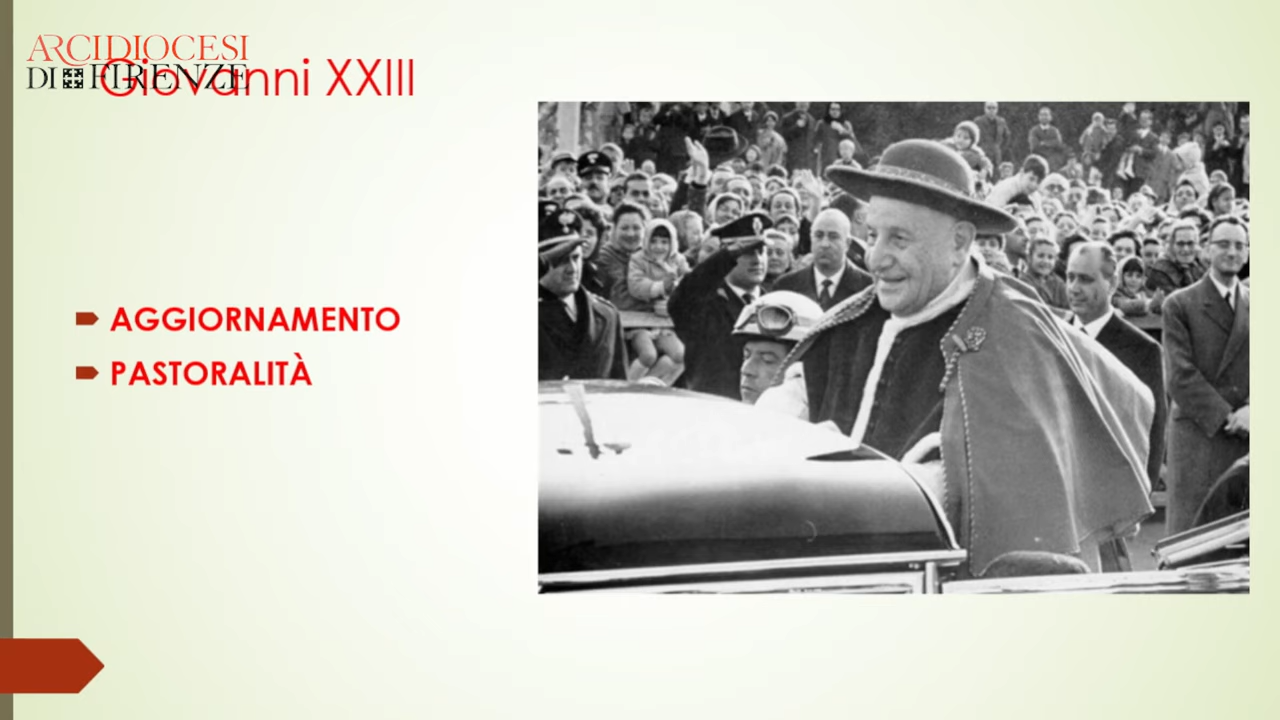 ARCIDIOCESI
DI FIRENZE
Giovanni XXIII
AGGIORNAMENTO
PASTORALITÀ